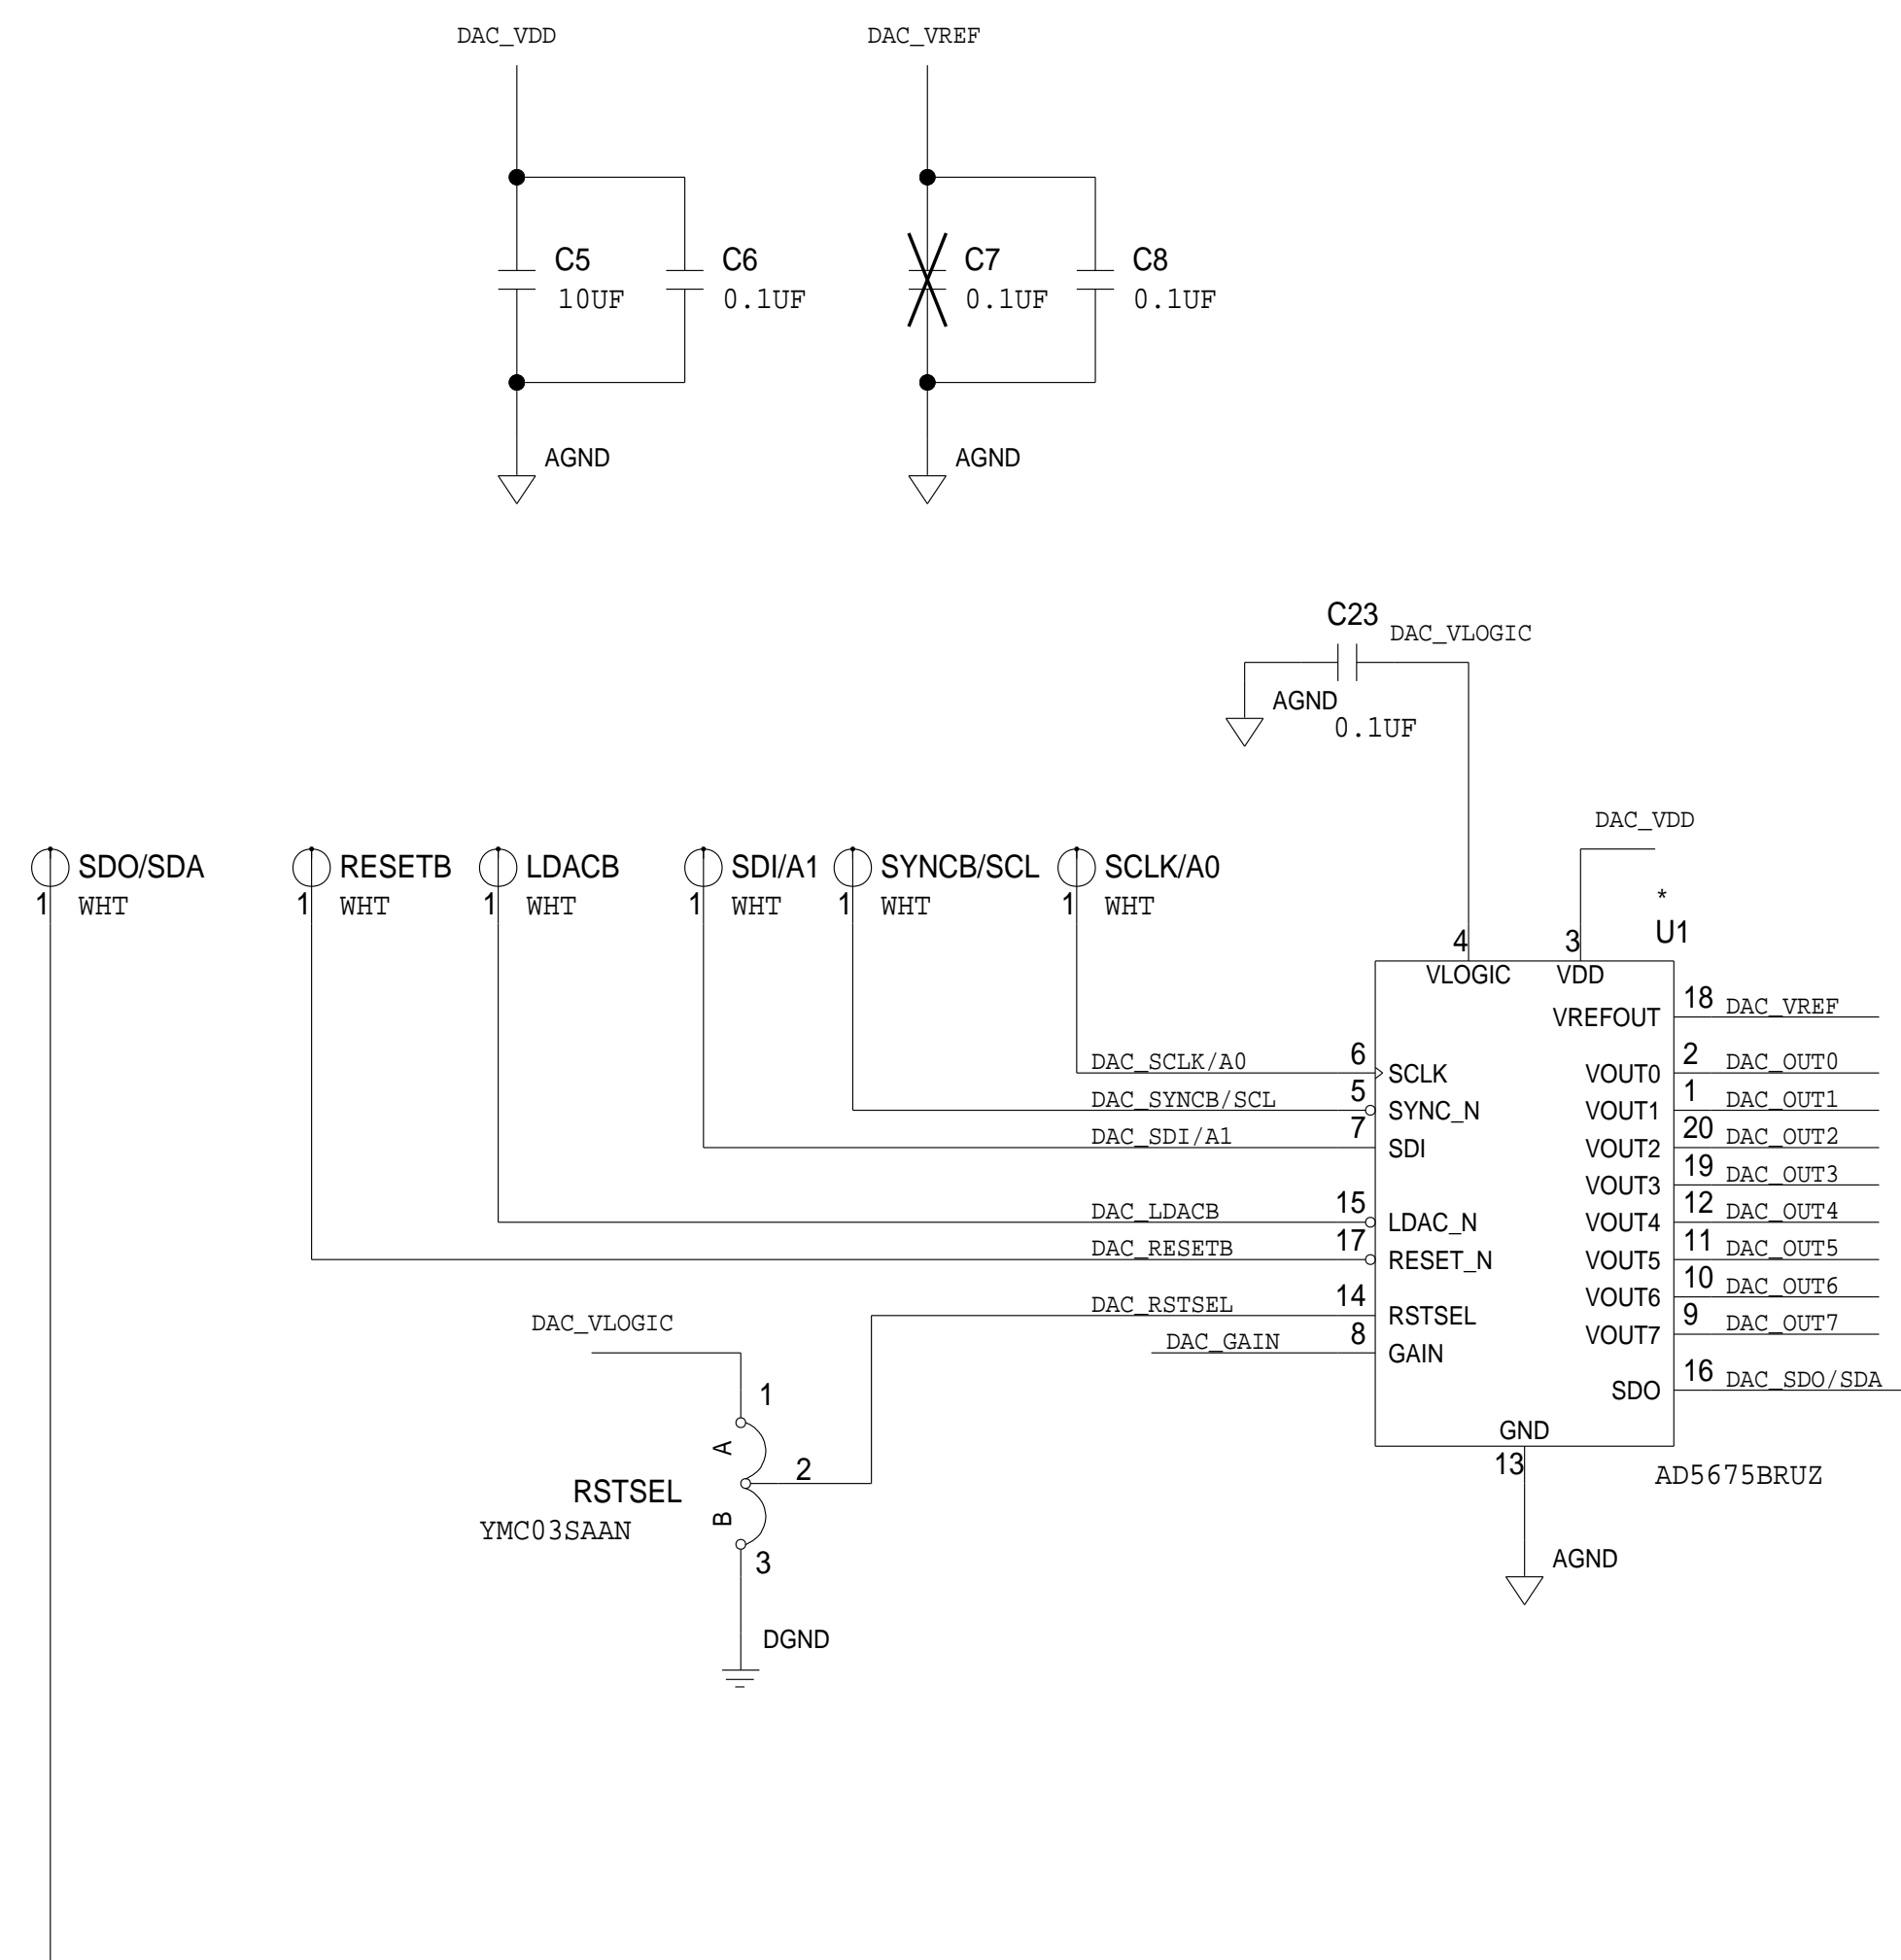 DAC_VDD
DAC_VREF
C5
10UF
C6
0.1UF
C7
0.1UF
C8
0.1UF
AGND
AGND
C23
DAC_VLOGIC
AGND
0.1UF
DAC_VDD
*
U1
SDO/SDA
1 WHT
RESETB
1 WHT
LDACB
1 WHT
SDI/A1
1 WHT
SYNCB/SCL
1 WHT
SCLK/A0
1 WHT
4
3
VLOGIC
VDD
VREFOUT 18 DAC_VREF
DAC_SCLK/A0 6 SCLK
VOUT0 2 DAC_OUT0
DAC_SYNCB/SCL 5 SYNC_N
VOUT1 1 DAC_OUT1
DAC_SDI/A1 7 SDI
VOUT2 20 DAC_OUT2
VOUT3 19 DAC_OUT3
DAC_LDACB 15 LDAC_N
VOUT4 12 DAC_OUT4
DAC_RESETB 17 RESET_N
VOUT5 11 DAC_OUT5
VOUT6 10 DAC_OUT6
DAC_RSTSEL 14 RSTSEL
VOUT7 9 DAC_OUT7
DAC_GAIN 8 GAIN
SDO 16 DAC_SDO/SDA
GND
13
AD5675BRUZ
AGND
DAC_VLOGIC
1
A
2
RSTSEL
YMC03SAAN
B
3
DGND